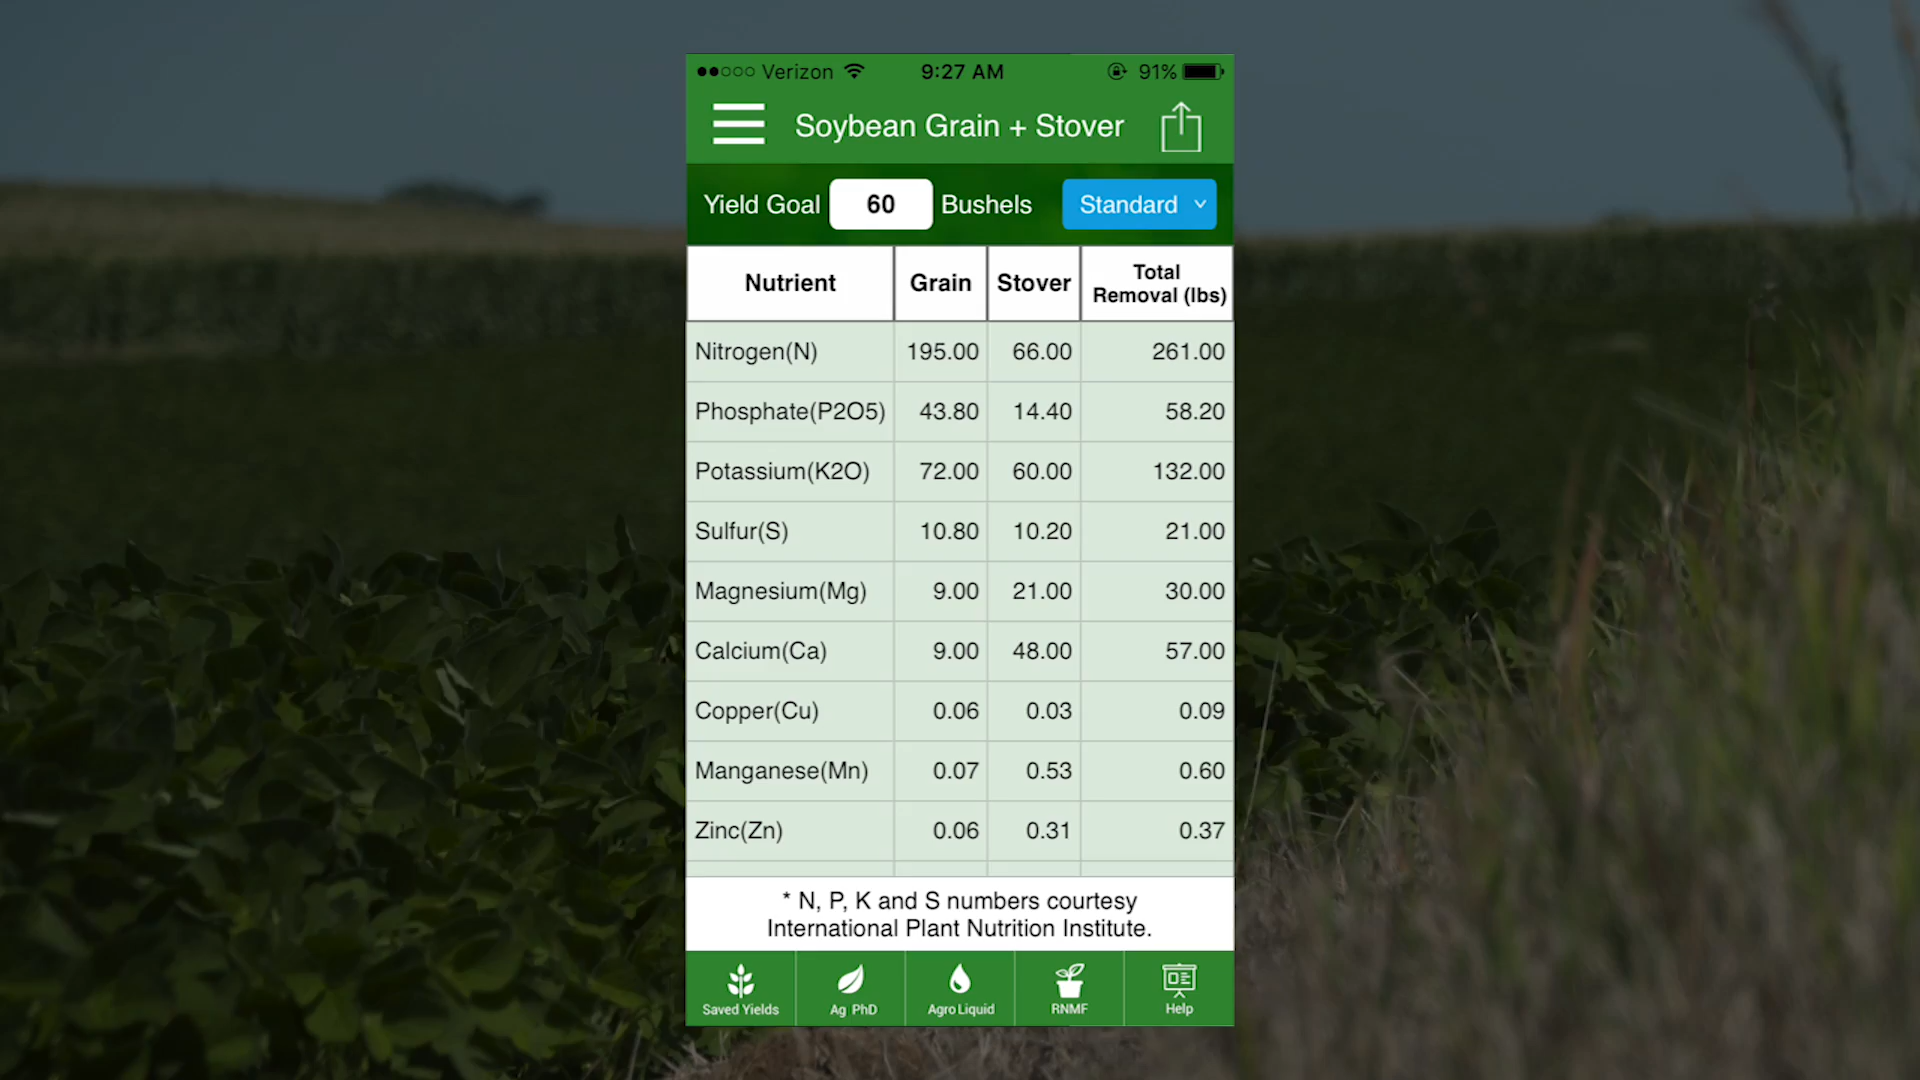 Verizon 9:27 AM 91%
Soybean Grain + Stover
Yield Goal 60 Bushels Standard
Nutrient Grain Stover Total Removal (lbs)
Nitrogen(N) 195.00 66.00 261.00
Phosphate(P2O5) 43.80 14.40 58.20
Potassium(K2O) 72.00 60.00 132.00
Sulfur(S) 10.80 10.20 21.00
Magnesium(Mg) 9.00 21.00 30.00
Calcium(Ca) 9.00 48.00 57.00
Copper(Cu) 0.06 0.03 0.09
Manganese(Mn) 0.07 0.53 0.60
Zinc(Zn) 0.06 0.31 0.37
* N, P, K and S numbers courtesy
International Plant Nutrition Institute.
Saved Yields Ag PhD Agro Liquid RNMF Help